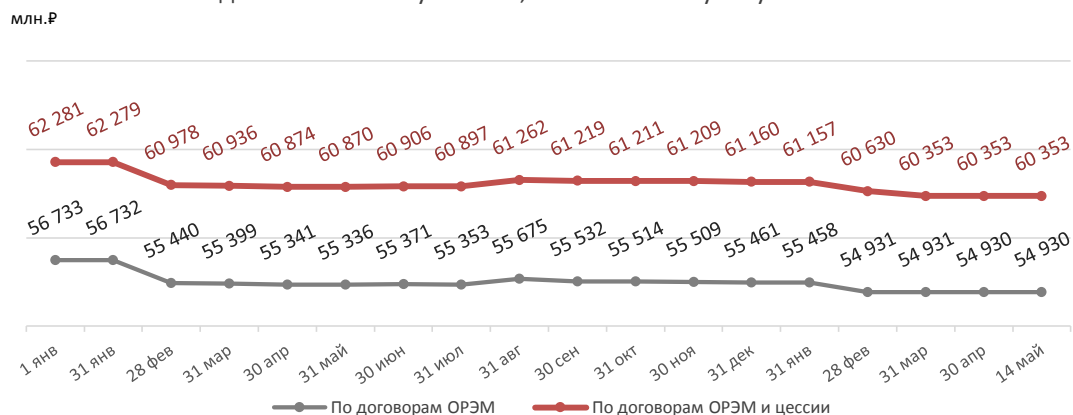 млн.₽
62 281 62 279 60 978 60 936 60 874 60 870 60 906 60 897 61 262 61 219 61 211 61 209 61 160 61 157 60 630 60 353 60 353 60 353
56 733 56 732 55 440 55 399 55 341 55 336 55 371 55 353 55 675 55 532 55 514 55 509 55 461 55 458 54 931 54 931 54 930 54 930
1 янв 31 янв 28 фев 31 мар 30 апр 31 май 30 июн 31 июл 31 авг 30 сен 31 окт 30 ноя 31 дек 31 янв 28 фев 31 мар 30 апр 14 май
По договорам ОРЭМ По договорам ОРЭМ и цессии